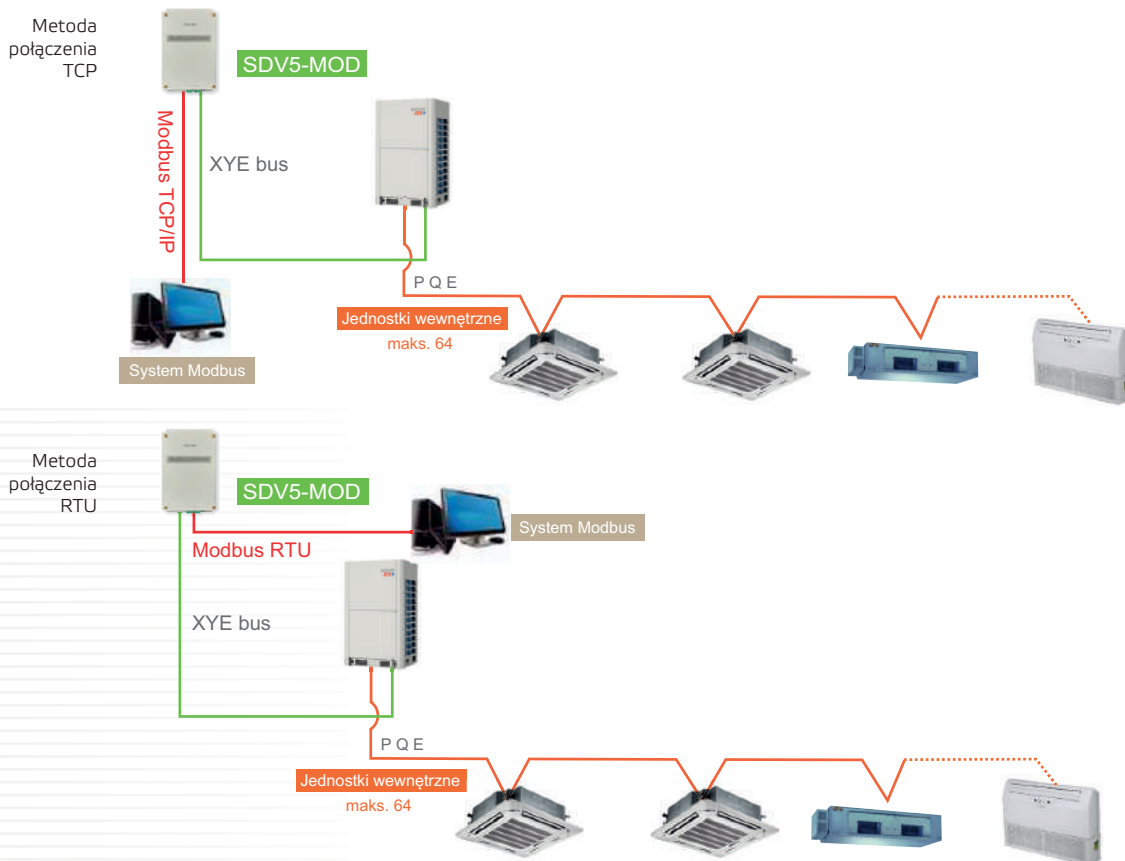 Metoda
połączenia
TCP
SDV5-MOD
Modbus TCP/IP
XYE bus
P Q E
Jednostki wewnętrzne
maks. 64
System Modbus
Metoda
połączenia
RTU
SDV5-MOD
System Modbus
Modbus RTU
XYE bus
P Q E
Jednostki wewnętrzne
maks. 64